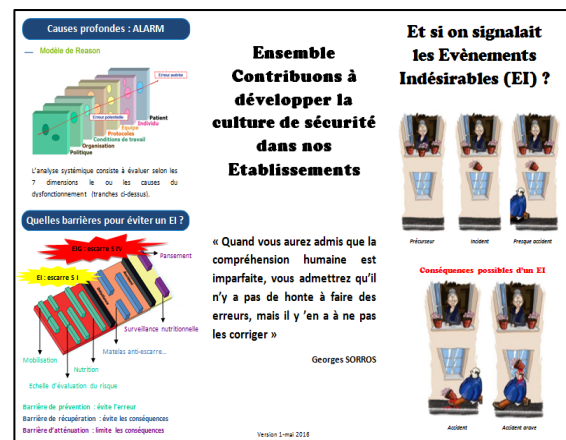 Causes profondes : ALARM
Modèle de Reason
Erreur avérée
Erreur potentielle
Patient
Individu
Equipe
Protocoles
Conditions de travail
Organisation
Politique
L'analyse systémique consiste à évaluer selon les
7 dimensions le ou les causes du
dysfonctionnement (tranches ci-dessus).
Quelles barrières pour éviter un EI ?
EIG : escarre S IV
EI : escarre S I
Pansement
Surveillance nutritionnelle
Matelas anti-escarre...
Mobilisation
Nutrition
Echelle d'évaluation du risque
Barrière de prévention : évite l'erreur
Barrière de récupération : évite les conséquences
Barrière d'atténuation : limite les conséquences
Ensemble
Contribuons à
développer la
culture de sécurité
dans nos
Etablissements
« Quand vous aurez admis que la
compréhension humaine est
imparfaite, vous admettrez qu'il
n'y a pas de honte à faire des
erreurs, mais il y 'en a à ne pas
les corriger »
Georges SORROS
Version 1-mai 2016
Et si on signalait
les Evènements
Indésirables (EI) ?
Précurseur
Incident
Presque accident
Conséquences possibles d'un EI
Accident
Accident grave